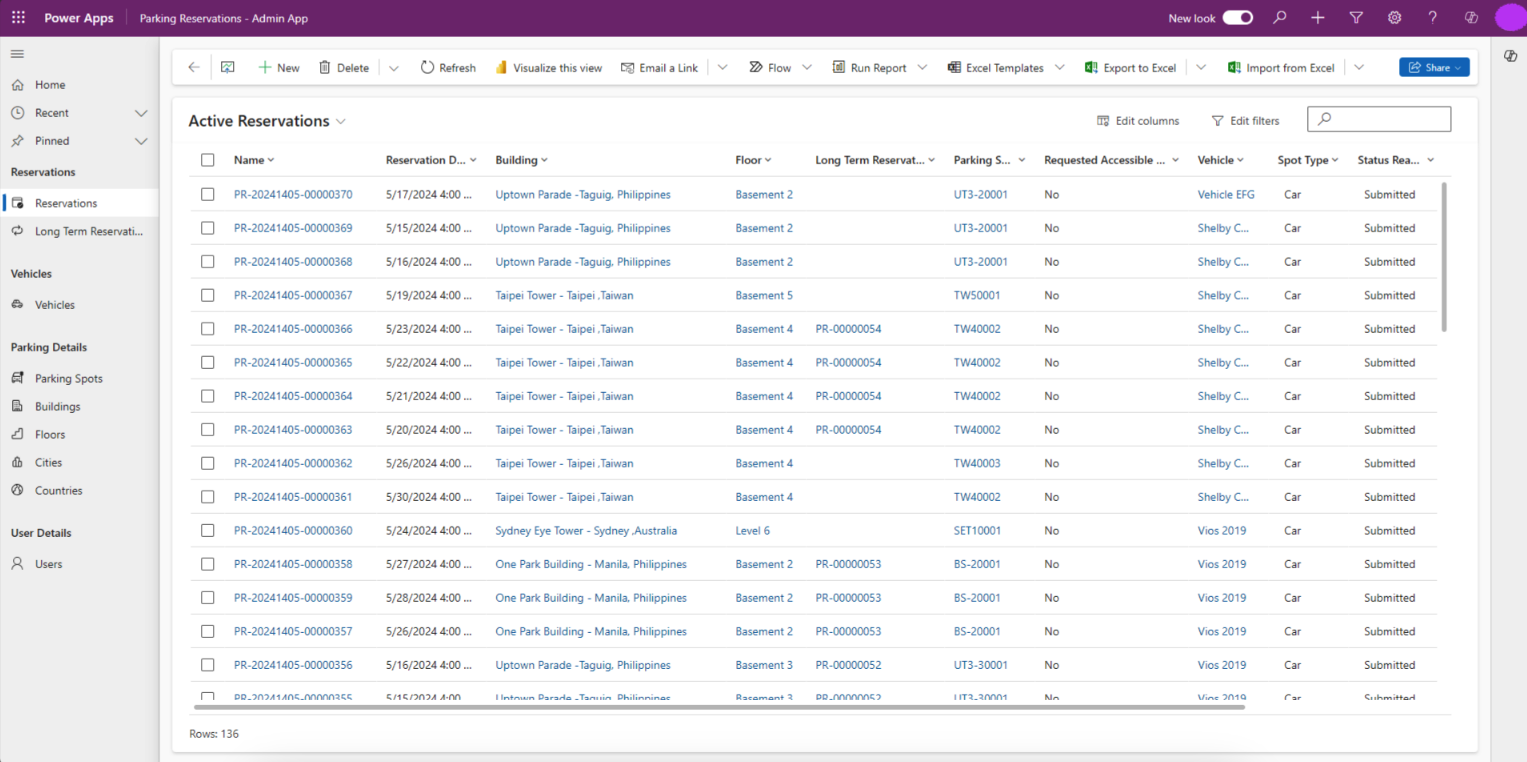 Power Apps Parking Reservations - Admin App New look
Home
Recent
Pinned
Reservations
Reservations
Long Term Reservati...
Vehicles
Vehicles
Parking Details
Parking Spots
Buildings
Floors
Cities
Countries
User Details
Users
New Delete Refresh Visualize this view Email a Link Flow Run Report Excel Templates Export to Excel Import from Excel Share
Active Reservations Edit columns Edit filters
Name Reservation D... Building Floor Long Term Reservat... Parking S... Requested Accessible ... Vehicle Spot Type Status Rea...
PR-20241405-00000370 5/17/2024 4:00 ... Uptown Parade -Taguig, Philippines Basement 2 UT3-20001 No Vehicle EFG Car Submitted
PR-20241405-00000369 5/15/2024 4:00 ... Uptown Parade -Taguig, Philippines Basement 2 UT3-20001 No Shelby C... Car Submitted
PR-20241405-00000368 5/16/2024 4:00 ... Uptown Parade -Taguig, Philippines Basement 2 UT3-20001 No Shelby C... Car Submitted
PR-20241405-00000367 5/19/2024 4:00 ... Taipei Tower - Taipei ,Taiwan Basement 5 TW50001 No Shelby C... Car Submitted
PR-20241405-00000366 5/23/2024 4:00 ... Taipei Tower - Taipei ,Taiwan Basement 4 PR-00000054 TW40002 No Shelby C... Car Submitted
PR-20241405-00000365 5/22/2024 4:00 ... Taipei Tower - Taipei ,Taiwan Basement 4 PR-00000054 TW40002 No Shelby C... Car Submitted
PR-20241405-00000364 5/21/2024 4:00 ... Taipei Tower - Taipei ,Taiwan Basement 4 PR-00000054 TW40002 No Shelby C... Car Submitted
PR-20241405-00000363 5/20/2024 4:00 ... Taipei Tower - Taipei ,Taiwan Basement 4 PR-00000054 TW40002 No Shelby C... Car Submitted
PR-20241405-00000362 5/26/2024 4:00 ... Taipei Tower - Taipei ,Taiwan Basement 4 TW40003 No Shelby C... Car Submitted
PR-20241405-00000361 5/30/2024 4:00 ... Taipei Tower - Taipei ,Taiwan Basement 4 TW40002 No Shelby C... Car Submitted
PR-20241405-00000360 5/24/2024 4:00 ... Sydney Eye Tower - Sydney ,Australia Level 6 SET10001 No Vios 2019 Car Submitted
PR-20241405-00000358 5/27/2024 4:00 ... One Park Building - Manila, Philippines Basement 2 PR-00000053 BS-20001 No Vios 2019 Car Submitted
PR-20241405-00000359 5/28/2024 4:00 ... One Park Building - Manila, Philippines Basement 2 PR-00000053 BS-20001 No Vios 2019 Car Submitted
PR-20241405-00000357 5/26/2024 4:00 ... One Park Building - Manila, Philippines Basement 2 PR-00000053 BS-20001 No Vios 2019 Car Submitted
PR-20241405-00000356 5/16/2024 4:00 ... Uptown Parade -Taguig, Philippines Basement 3 PR-00000052 UT3-30001 No Vios 2019 Car Submitted
PR-20241405-00000355 5/15/2024 4:00 Uptown Parade -Taguig, Philippines Basement 3 PR-00000052 UT3-30001 No Vios 2019 Car Submitted
Rows: 136